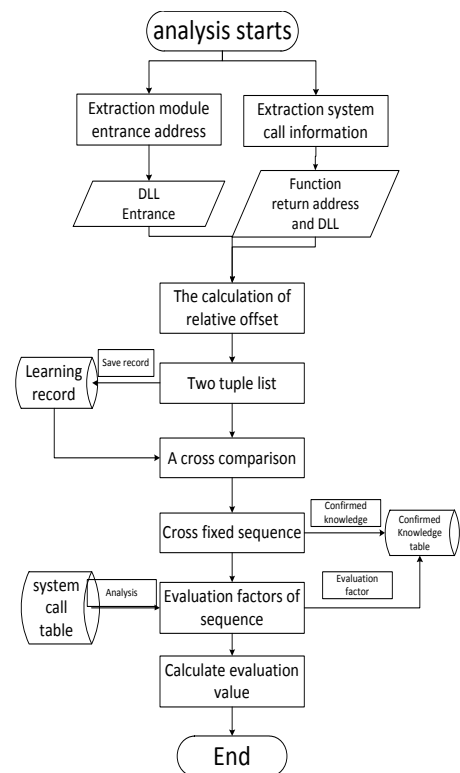 analysis starts
Extraction module
entrance address
Extraction system
call information
DLL
Entrance
Function
return address
and DLL
The calculation of
relative offset
Save record
Learning
record
Two tuple list
A cross comparison
Confirmed
knowledge
Cross fixed sequence
Confirmed
Knowledge
table
system
call
table
Analysis
Evaluation factors of
sequence
Evaluation
factor
Calculate evaluation
value
End